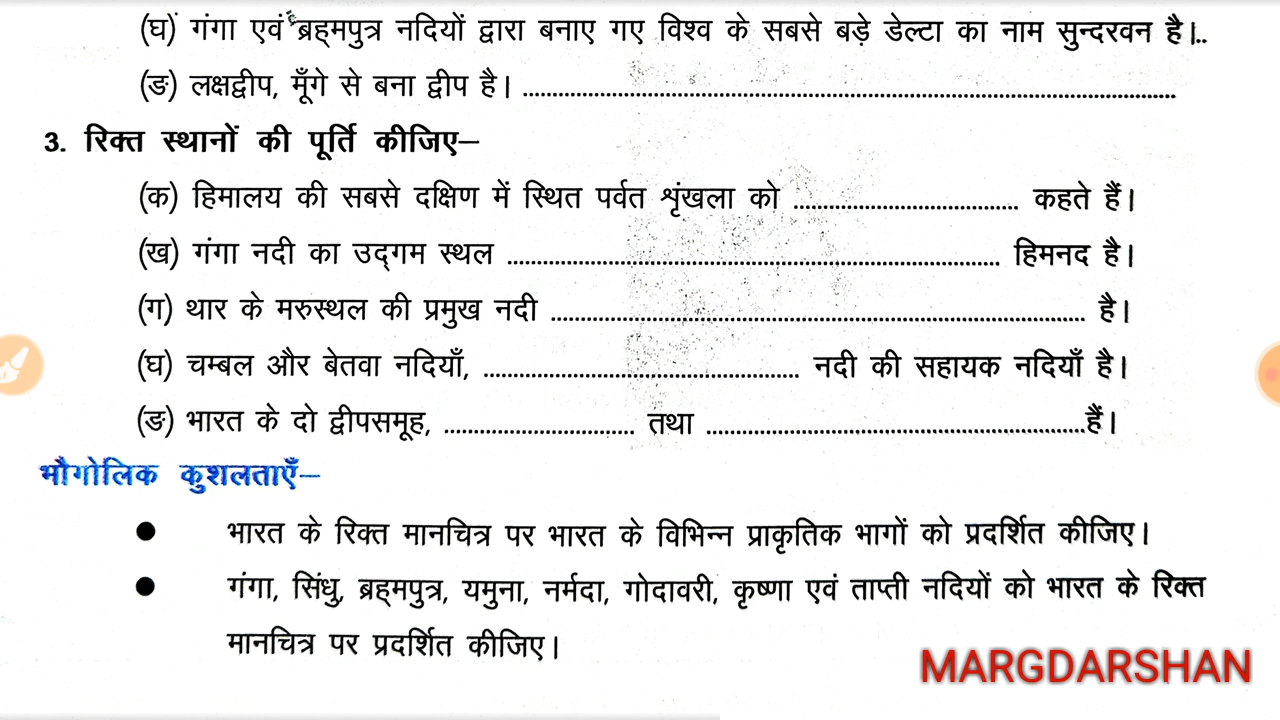 (घ) गंगा एवं ब्रह्मपुत्र नदियों द्वारा बनाए गए विश्व के सबसे बड़े डेल्टा का नाम सुन्दरवन है।..
(ङ) लक्षद्वीप, मूँगे से बना द्वीप है। ........................................
3. रिक्त स्थानों की पूर्ति कीजिए–
(क) हिमालय की सबसे दक्षिण में स्थित पर्वत शृंखला को .................... कहते हैं।
(ख) गंगा नदी का उद्गम स्थल ........................................ हिमनद है।
(ग) थार के मरुस्थल की प्रमुख नदी ........................................ है।
(घ) चम्बल और बेतवा नदियाँ, .............................. नदी की सहायक नदियाँ है।
(ङ) भारत के दो द्वीपसमूह, .................... तथा ........................................हैं।
भौगोलिक कुशलताएँ–
● भारत के रिक्त मानचित्र पर भारत के विभिन्न प्राकृतिक भागों को प्रदर्शित कीजिए।
● गंगा, सिंधु, ब्रह्मपुत्र, यमुना, नर्मदा, गोदावरी, कृष्णा एवं ताप्ती नदियों को भारत के रिक्त
मानचित्र पर प्रदर्शित कीजिए।
MARGDARSHAN